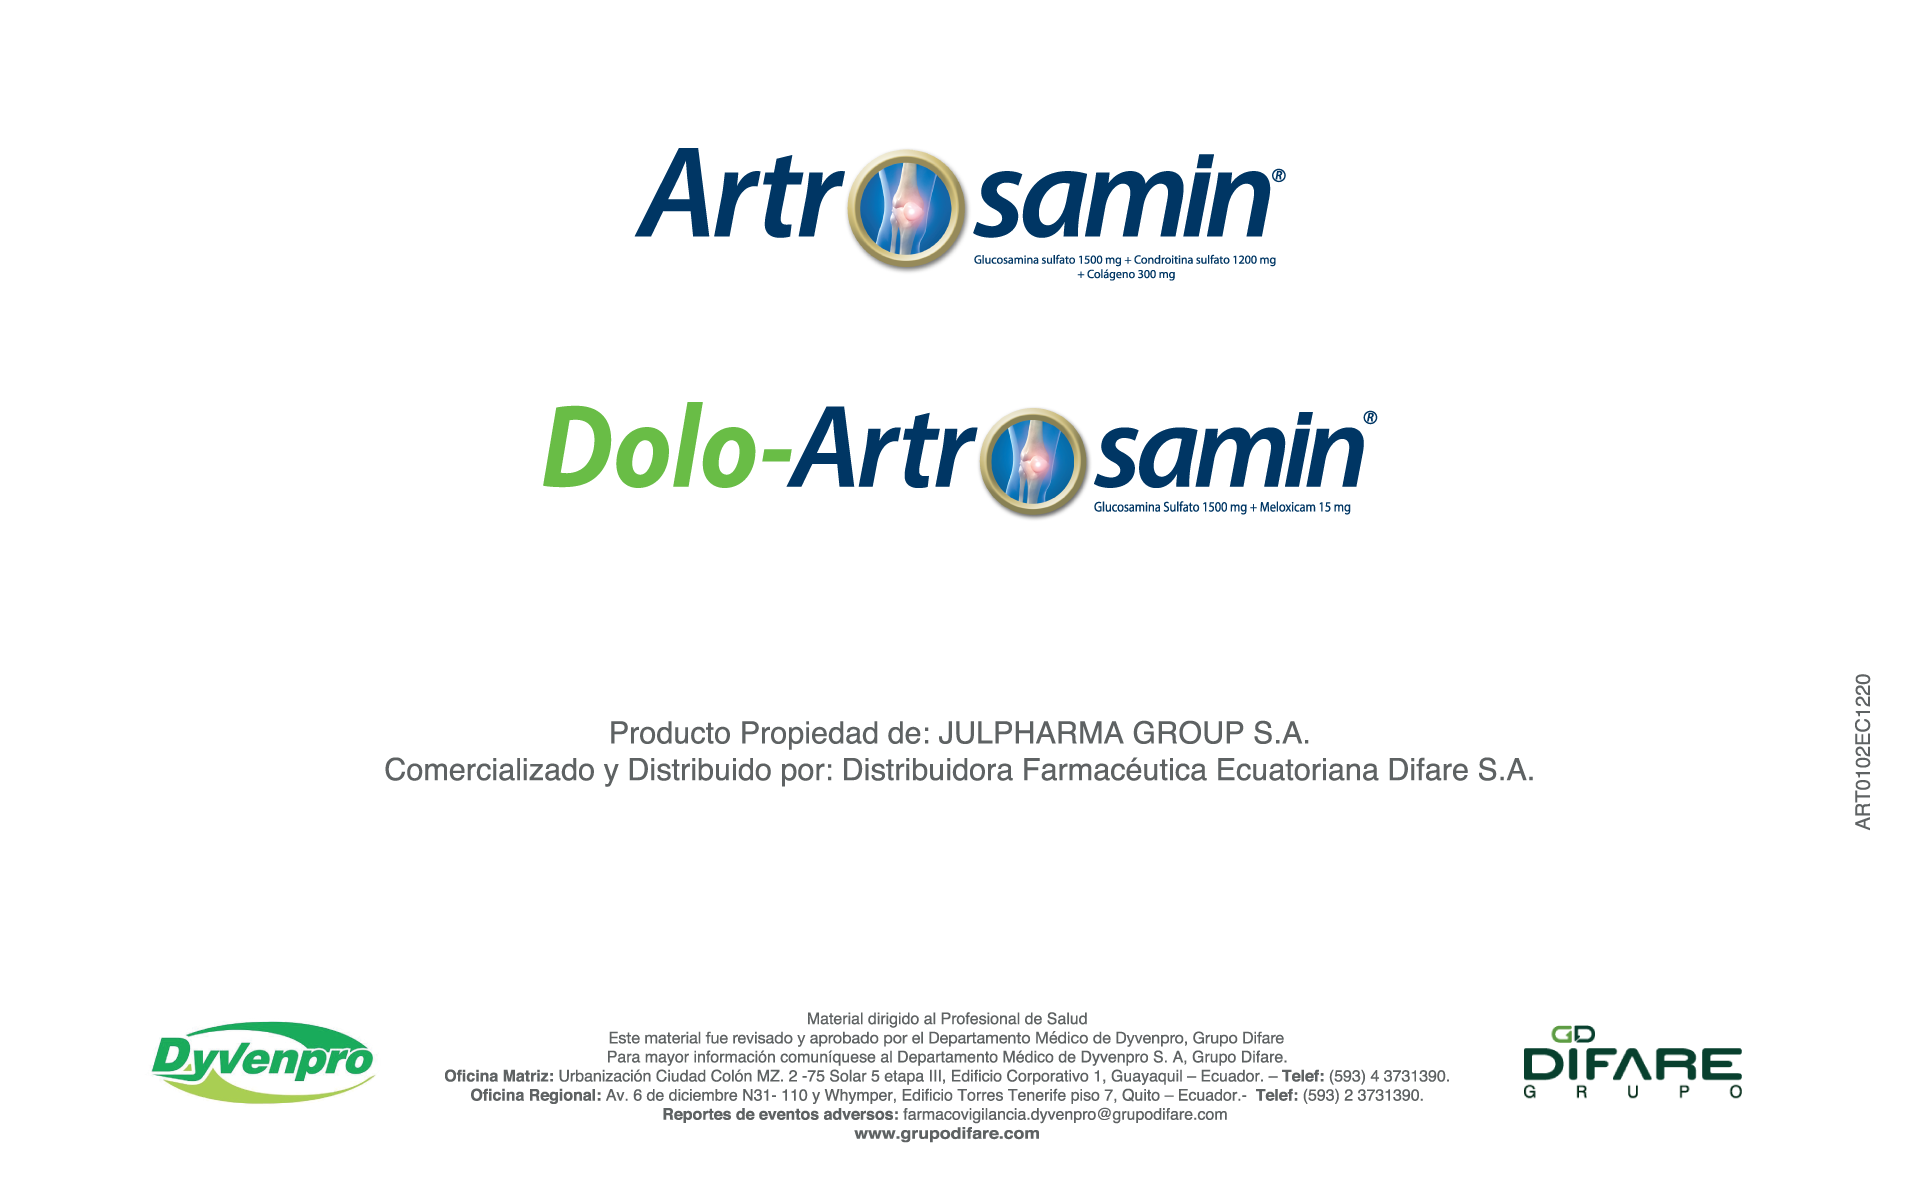 Artrosamin®
Glucosamina sulfato 1500 mg + Condroitina sulfato 1200 mg
+ Colágeno 300 mg
Dolo-Artrosamin®
Glucosamina Sulfato 1500 mg + Meloxicam 15 mg
Producto Propiedad de: JULPHARMA GROUP S.A.
Comercializado y Distribuido por: Distribuidora Farmacéutica Ecuatoriana Difare S.A.
ART0102EC1220
Dyvenpro
Material dirigido al Profesional de Salud
Este material fue revisado y aprobado por el Departamento Médico de Dyvenpro, Grupo Difare
Para mayor información comuníquese al Departamento Médico de Dyvenpro S. A, Grupo Difare.
Oficina Matriz: Urbanización Ciudad Colón MZ. 2 -75 Solar 5 etapa III, Edificio Corporativo 1, Guayaquil – Ecuador. – Telef: (593) 4 3731390.
Oficina Regional: Av. 6 de diciembre N31- 110 y Whymper, Edificio Torres Tenerife piso 7, Quito – Ecuador.- Telef: (593) 2 3731390.
Reportes de eventos adversos: farmacovigilancia.dyvenpro@grupodifare.com
www.grupodifare.com
GD
DIFARE
GRUPO